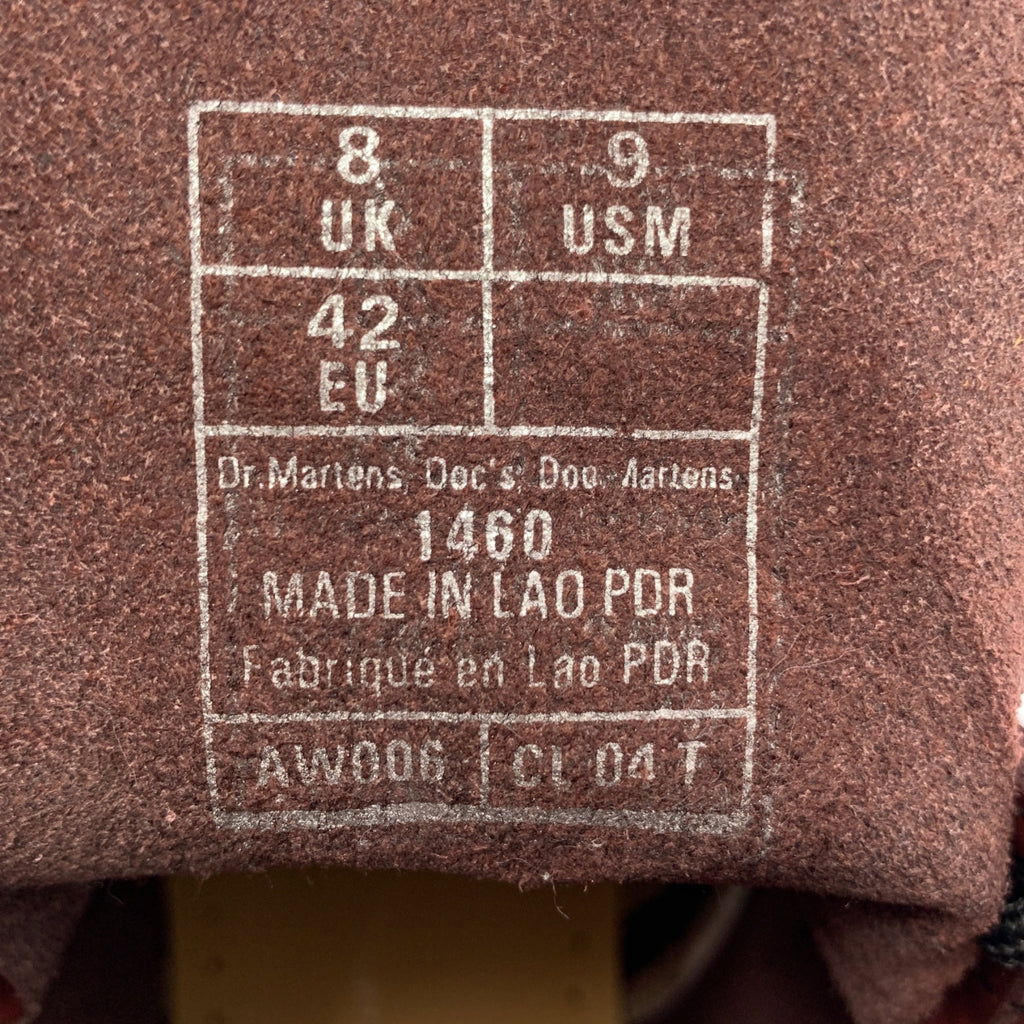 8 9
UK USM
42
EU
Dr.Martens, Doc's, Doc Martens
1460
MADE IN LAO PDR
Fabriqué en Lao PDR
AW006 CL 04 T